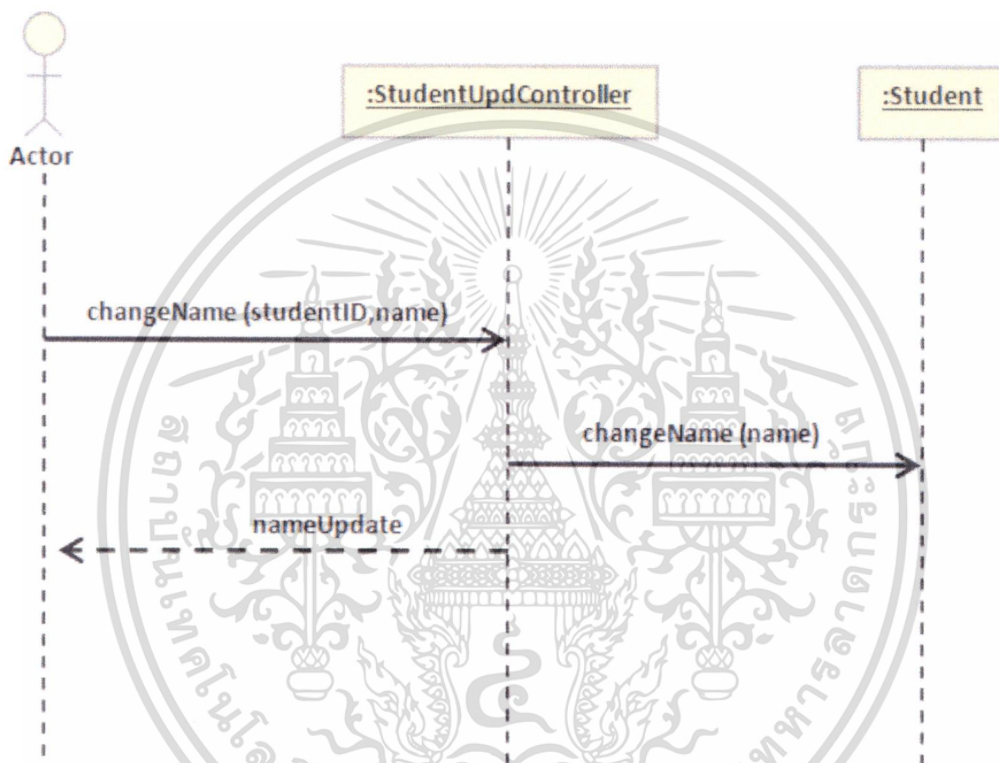 :StudentUpdController
:Student
Actor
changeName (studentID,name)
changeName (name)
nameUpdate